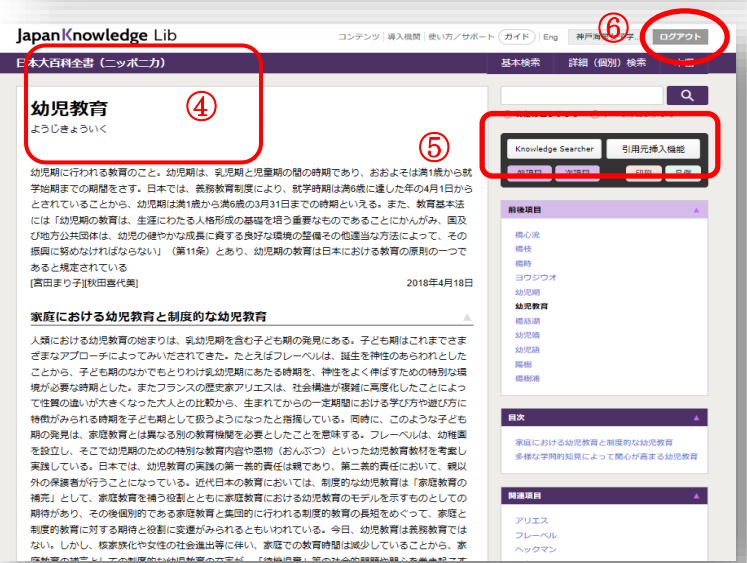 JapanKnowledge Lib
コンテンツ 導入機関 使い方／サポート ガイド Eng
⑥
ログアウト
日本大百科全書（ニッポニカ）
基本検索 詳細（個別）検索
④
幼児教育
ようじきょういく
⑤
Knowledge Searcher 引用元挿入機能
幼児期に行われる教育のこと。幼児期は、乳児期と児童期の間の時期であり、おおよそは満1歳から就
学始期までの期間をさす。日本では、義務教育制度により、就学時期は満6歳に達した年の4月1日から
とされていることから、幼児期は満1歳から満6歳の3月31日までの時期といえる。また、教育基本法
には「幼児期の教育は、生涯にわたる人格形成の基礎を培う重要なものであることにかんがみ、国及
び地方公共団体は、幼児の健やかな成長に資する良好な環境の整備その他適当な方法によって、その
振興に努めなければならない」（第11条）とあり、幼児期の教育は日本における教育の原則の一つで
あると規定されている
[宮田まり子][秋田喜代美] 2018年4月18日
家庭における幼児教育と制度的な幼児教育
人類における幼児教育の始まりは、乳幼児期を含む子ども期の発見にある。子ども期はこれまでさま
ざまなアプローチによってみいだされてきた。たとえばフレーベルは、誕生を神性のあらわれとした
ことから、子ども期のなかでもとりわけ乳幼児期にあたる時期を、神性をよく伸ばすための特別な環
境が必要な時期とした。またフランスの歴史家アリエスは、社会構造が複雑に高度化したことによっ
て性質の違いが大きくなった大人との比較から、生まれてからの一定期間における学び方や遊び方に
特徴がみられる時期を子ども期として扱うようになったと指摘している。同時に、このような子ども
期の発見は、家庭教育とは異なる別の教育機関を必要としたことを意味する。フレーベルは、幼稚園
を設立し、そこで幼児期のための特別な教育内容や恩物（おんぶつ）といった幼児教育教材を考案し
実践している。日本では、幼児教育の実践の第一義的責任は親であり、第二義的責任において、親以
外の保護者が行うことになっている。近代日本の教育においては、制度的な幼児教育は「家庭教育の
補完」として、家庭教育を補う役割とともに家庭教育における幼児教育のモデルを示すものとしての
期待があり、その後個別的である家庭教育と集団的に行われる制度的教育の長短をめぐって、家庭と
制度的教育に対する期待と役割に変遷がみられるともいわれている。今日、幼児教育は義務教育では
ない。しかし、核家族化や女性の社会進出等に伴い、家庭での教育時間は減少していることから、家
前後項目
楊心流
楊枝
楊時
ヨウジウオ
幼児期
幼児教育
幼児婚
幼児語
陽樹
目次
家庭における幼児教育と制度的な幼児教育
多様な学問的知見によって関心が高まる幼児教育
関連項目
アリエス
フレーベル
ヘックマン